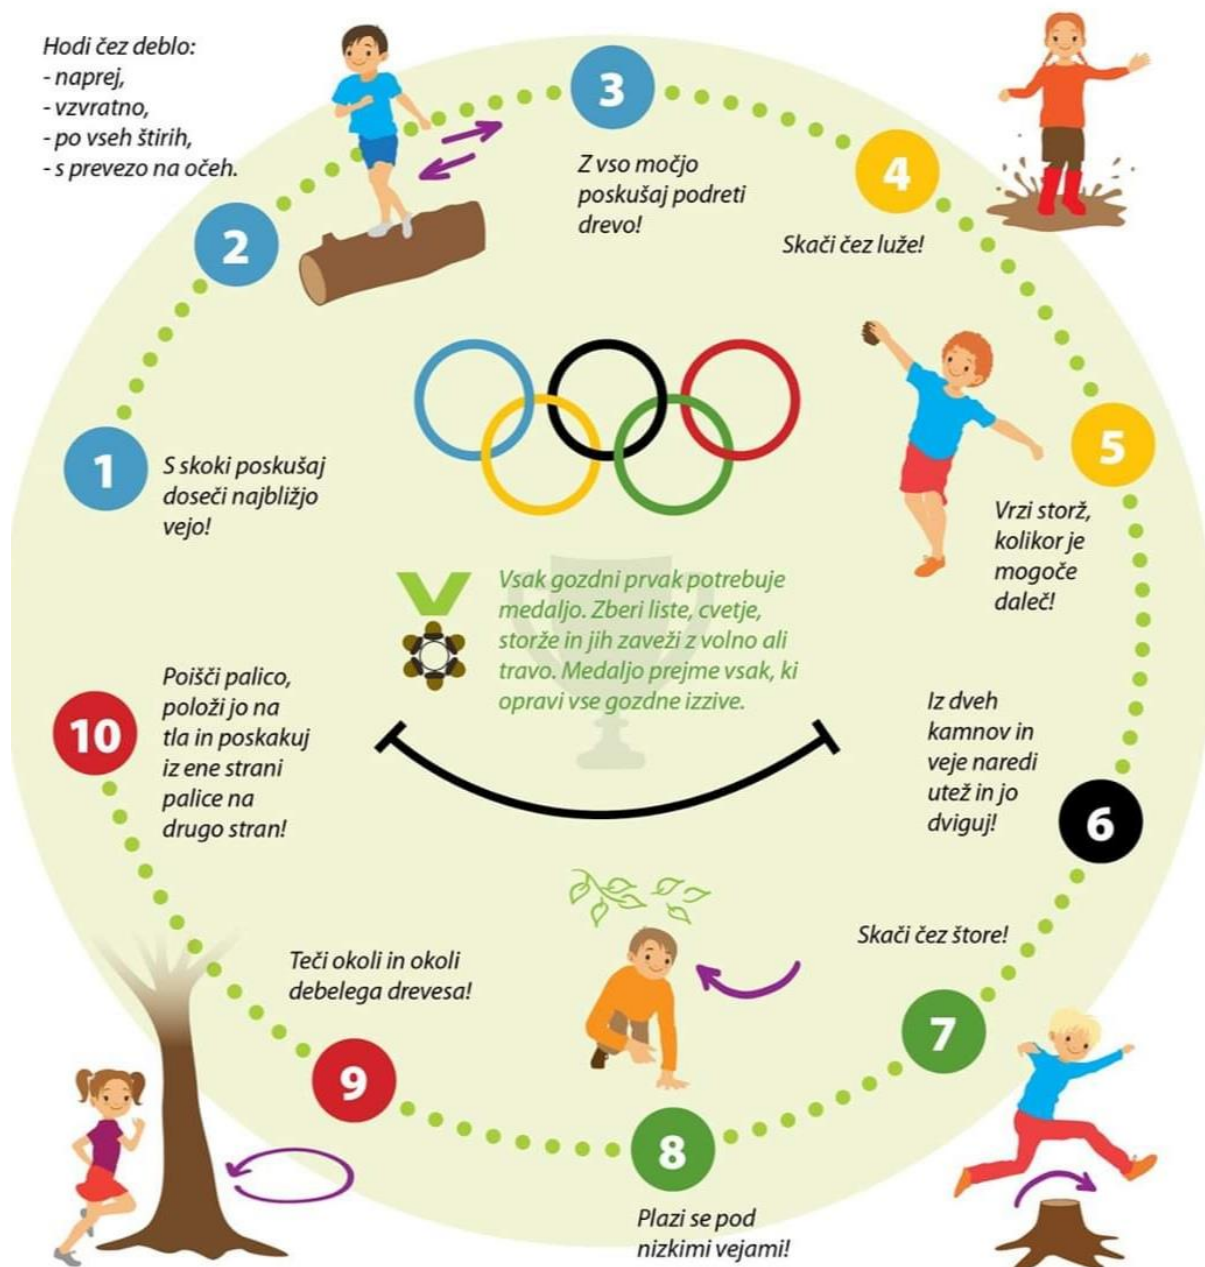 Hodi čez deblo:
- naprej,
- vzvratno,
- po vseh štirih,
- s prevezo na očeh.
2
3
Z vso močjo
poskušaj podreti
drevo!
4
Skači čez luže!
1
S skoki poskušaj
doseči najbližjo
vejo!
5
Vrzi storž,
kolikor je
mogoče
daleč!
Vsak gozdni prvak potrebuje
medaljo. Zberi liste, cvetje,
storže in jih zaveži z volno ali
travo. Medaljo prejme vsak, ki
opravi vse gozdne izzive.
10
Poišči palico,
položi jo na
tla in poskakuj
iz ene strani
palice na
drugo stran!
Iz dveh
kamnov in
veje naredi
utež in jo
dviguj!
6
Skači čez štore!
7
Teči okoli in okoli
debelega drevesa!
9
8
Plazi se pod
nizkimi vejami!